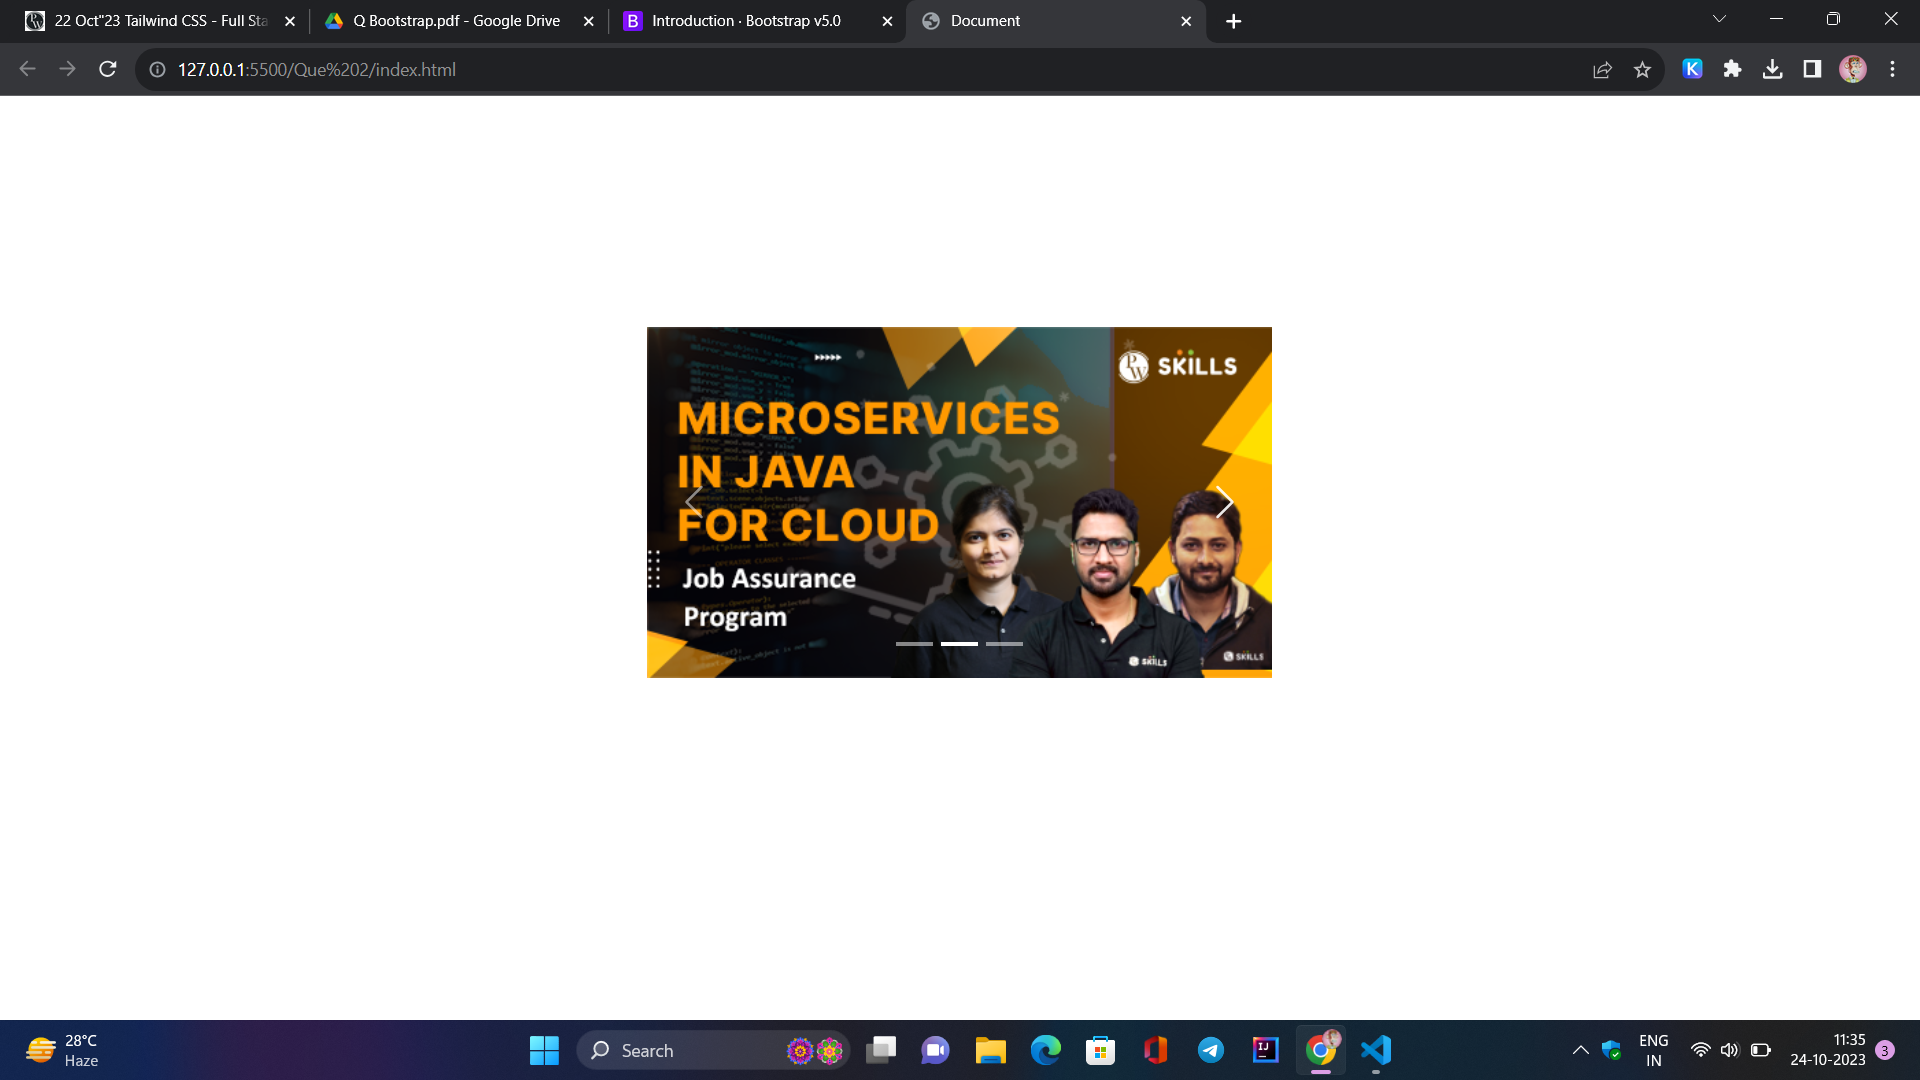 22 Oct"23 Tailwind CSS - Full Sta
Q Bootstrap.pdf - Google Drive
Introduction · Bootstrap v5.0
Document
127.0.0.1:5500/Que%202/index.html
PW SKILLS
MICROSERVICES
IN JAVA
FOR CLOUD
Job Assurance
Program
SKILLS
SKILLS
28°C
Haze
Search
ENG
IN
11:35
24-10-2023
3